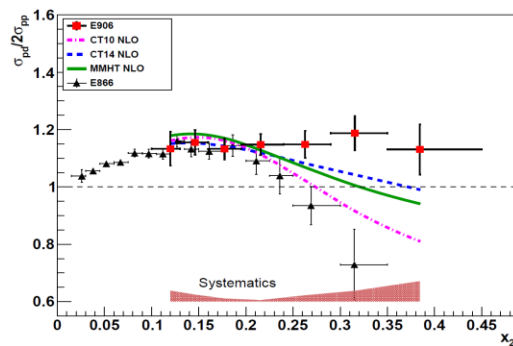 σpd/2σpp
1.6
1.4
1.2
1
0.8
0.6
E906
CT10 NLO
CT14 NLO
MMHT NLO
E866
Systematics
0 0.05 0.1 0.15 0.2 0.25 0.3 0.35 0.4 0.45
x2